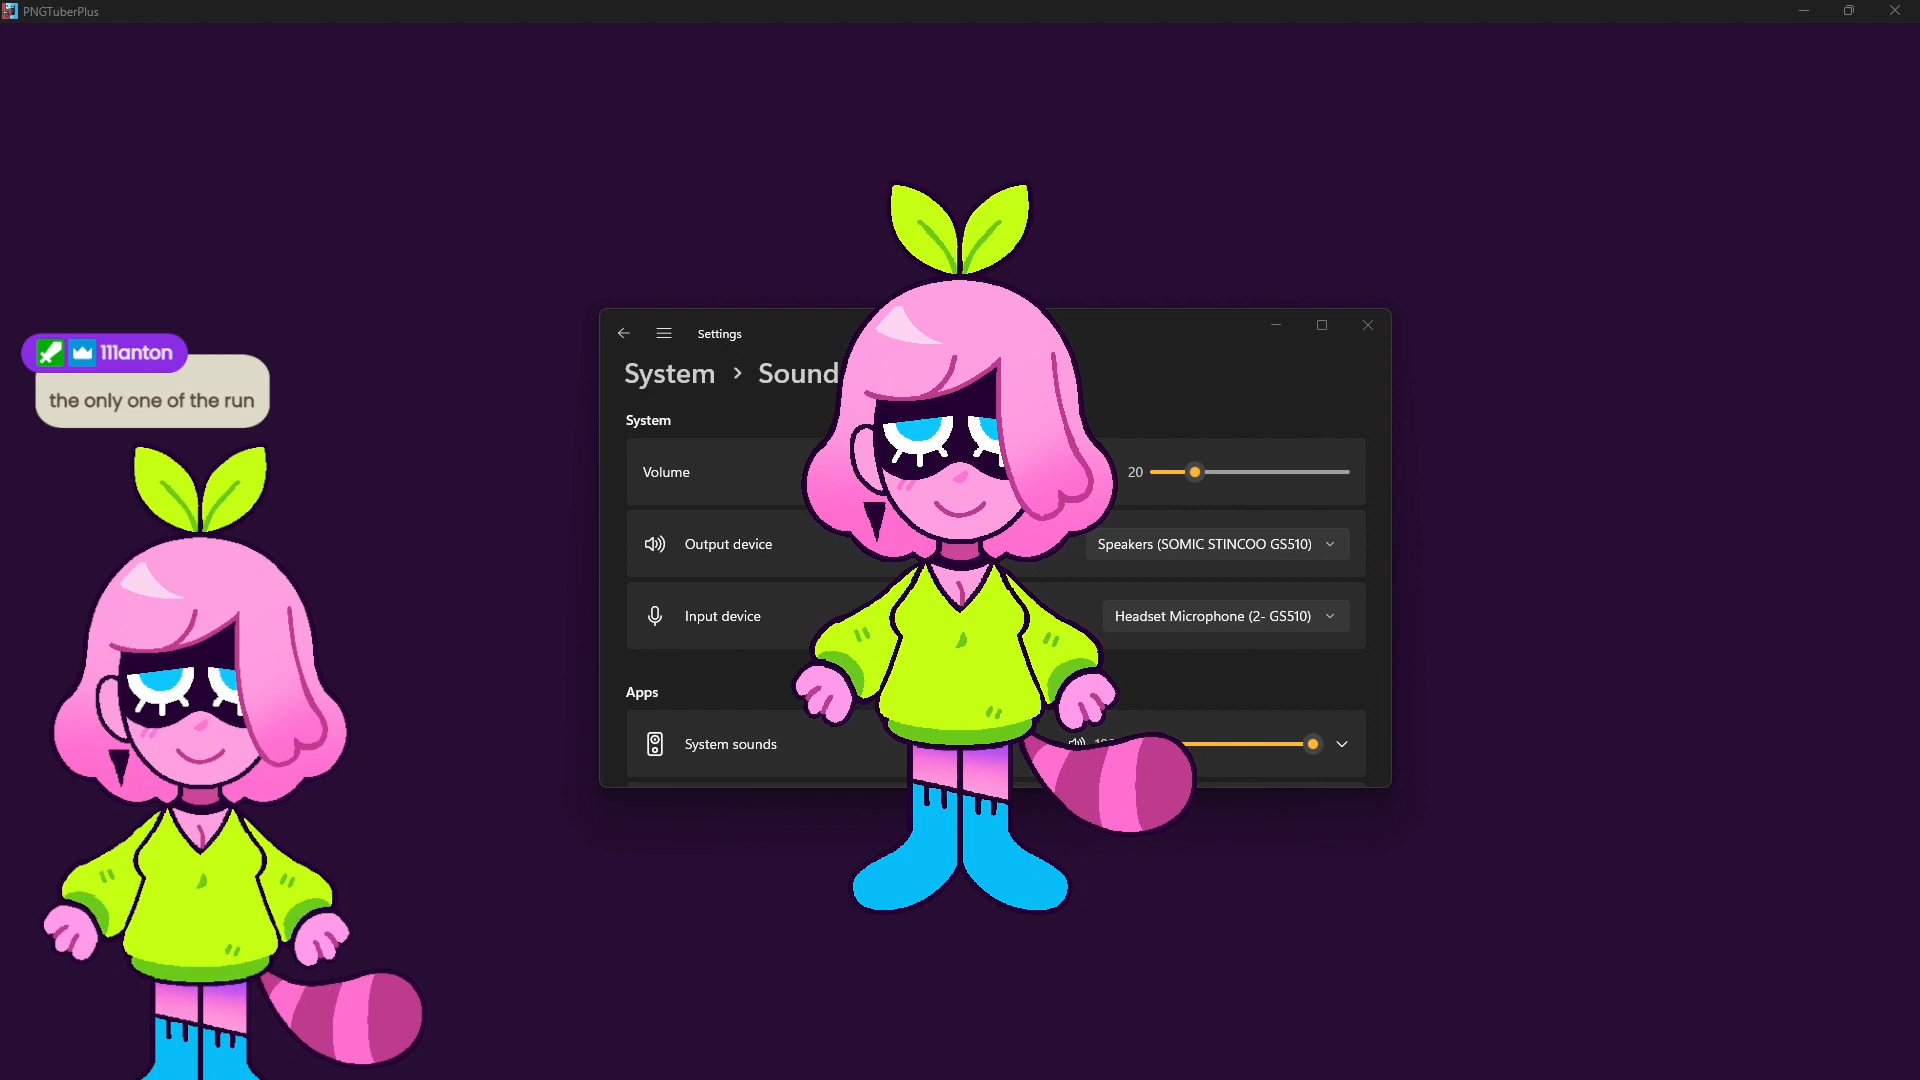 PNGTuberPlus
Settings
System > Sound
System
Volume
20
Output device
Speakers (SOMIC STINCOO GS510)
Input device
Headset Microphone (2- GS510)
Apps
System sounds
111anton
the only one of the run